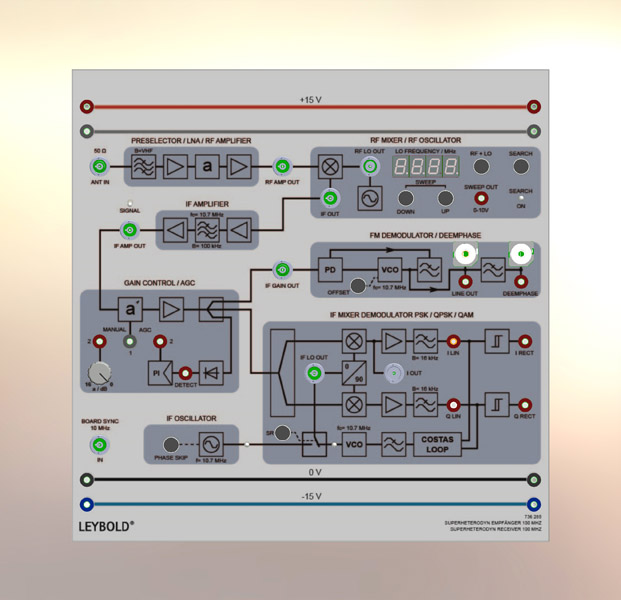 +15 V
PRESELECTOR / LNA / RF AMPLIFIER
RF MIXER / RF OSCILLATOR
50 Ω
B=VHF
RF LO OUT
LO FREQUENCY / MHz
RF + LO
SEARCH
a
8.8.8.8
ANT IN
RF AMP OUT
SWEEP
SWEEP OUT
SEARCH
SIGNAL
IF AMPLIFIER
IF OUT
DOWN
UP
0-10V
ON
fo= 10.7 MHz
IF AMP OUT
B= 100 kHz
FM DEMODULATOR / DEEMPHASE
PD
VCO
GAIN CONTROL / AGC
IF GAIN OUT
OFFSET
fo= 10.7 MHz
LINE OUT
DEEMPHASE
a
MANUAL
AGC
IF MIXER DEMODULATOR PSK / QPSK / QAM
2
1
2
B= 16 kHz
I LIN
I RECT
IF LO OUT
0
90
I OUT
PI
16
0
a / dB
DETECT
B= 16 kHz
Q LIN
Q RECT
BOARD SYNC
10 MHz
IF OSCILLATOR
SR
fo= 10.7 MHz
VCO
COSTAS
LOOP
IN
PHASE SKIP
f= 10.7 MHz
0 V
-15 V
LEYBOLD®
SUPERHETERODYN EMPFÄNGER 100 MHZ
SUPERHETERODYN RECEIVER 100 MHZ